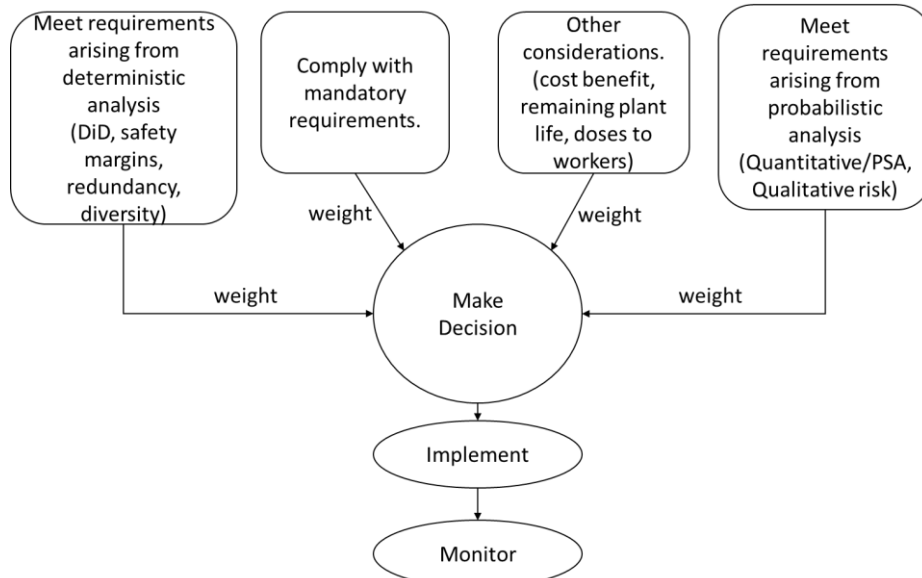 Meet requirements
arising from
deterministic
analysis
(DiD, safety
margins,
redundancy,
diversity)
Comply with
mandatory
requirements.
Other
considerations.
(cost benefit,
remaining plant
life, doses to
workers)
Meet
requirements
arising from
probabilistic
analysis
(Quantitative/PSA,
Qualitative risk)
weight
weight
weight
weight
Make
Decision
Implement
Monitor